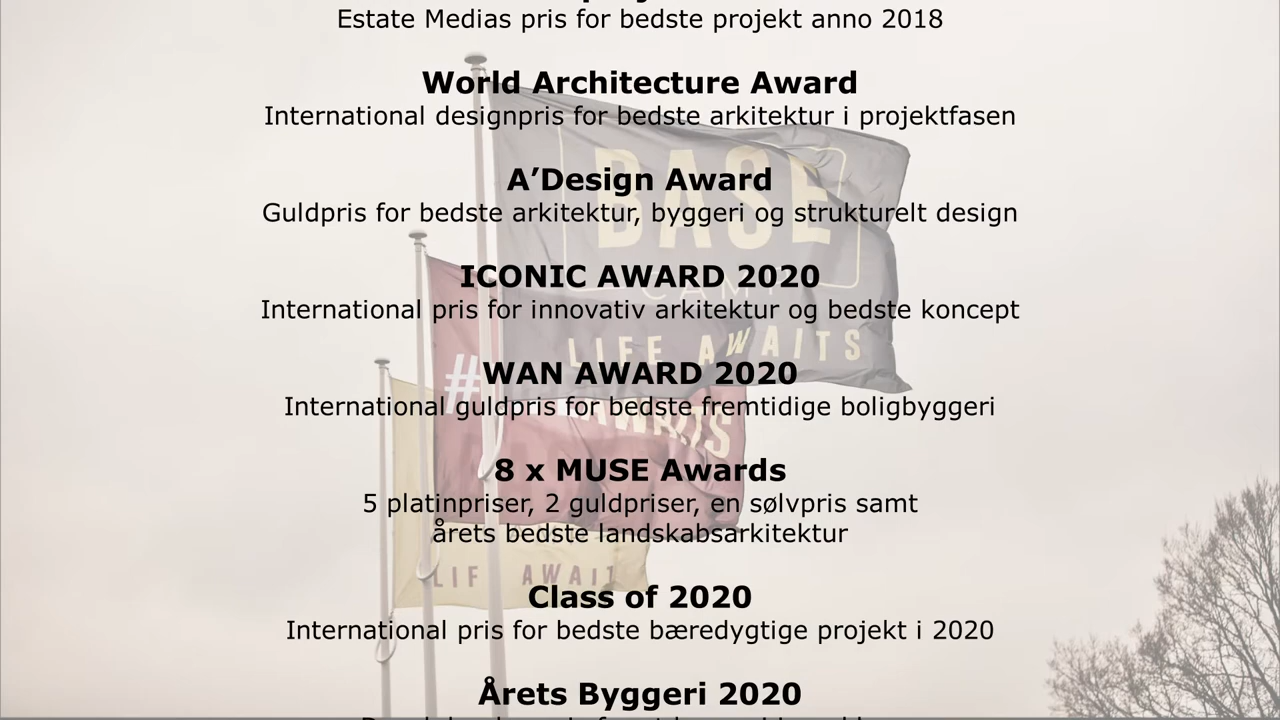 Estate Medias pris for bedste projekt anno 2018
World Architecture Award
International designpris for bedste arkitektur i projektfasen
A’Design Award
Guldpris for bedste arkitektur, byggeri og strukturelt design
ICONIC AWARD 2020
International pris for innovativ arkitektur og bedste koncept
WAN AWARD 2020
International guldpris for bedste fremtidige boligbyggeri
8 x MUSE Awards
5 platinpriser, 2 guldpriser, en sølvpris samt
årets bedste landskabsarkitektur
Class of 2020
International pris for bedste bæredygtige projekt i 2020
Årets Byggeri 2020
BASE
CAMP
LIFE AWAITS
#
AWAITS
LIF AWAIT